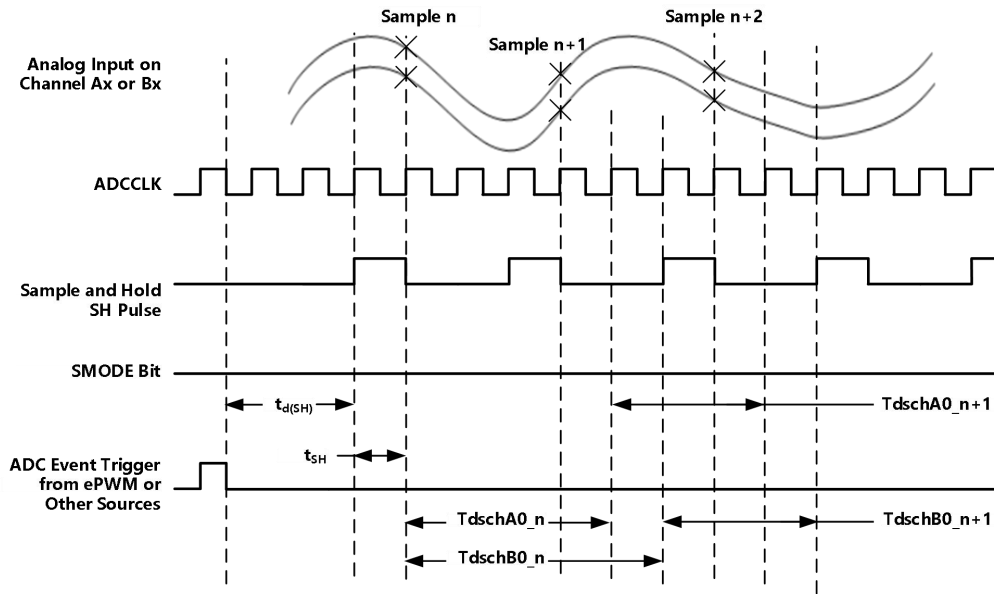 Sample n
Sample n+1
Sample n+2
Analog Input on
Channel Ax or Bx
ADCCLK
Sample and Hold
SH Pulse
SMODE Bit
td(SH)
TdschA0_n+1
tSH
ADC Event Trigger
from ePWM or
Other Sources
TdschA0_n
TdschB0_n+1
TdschB0_n